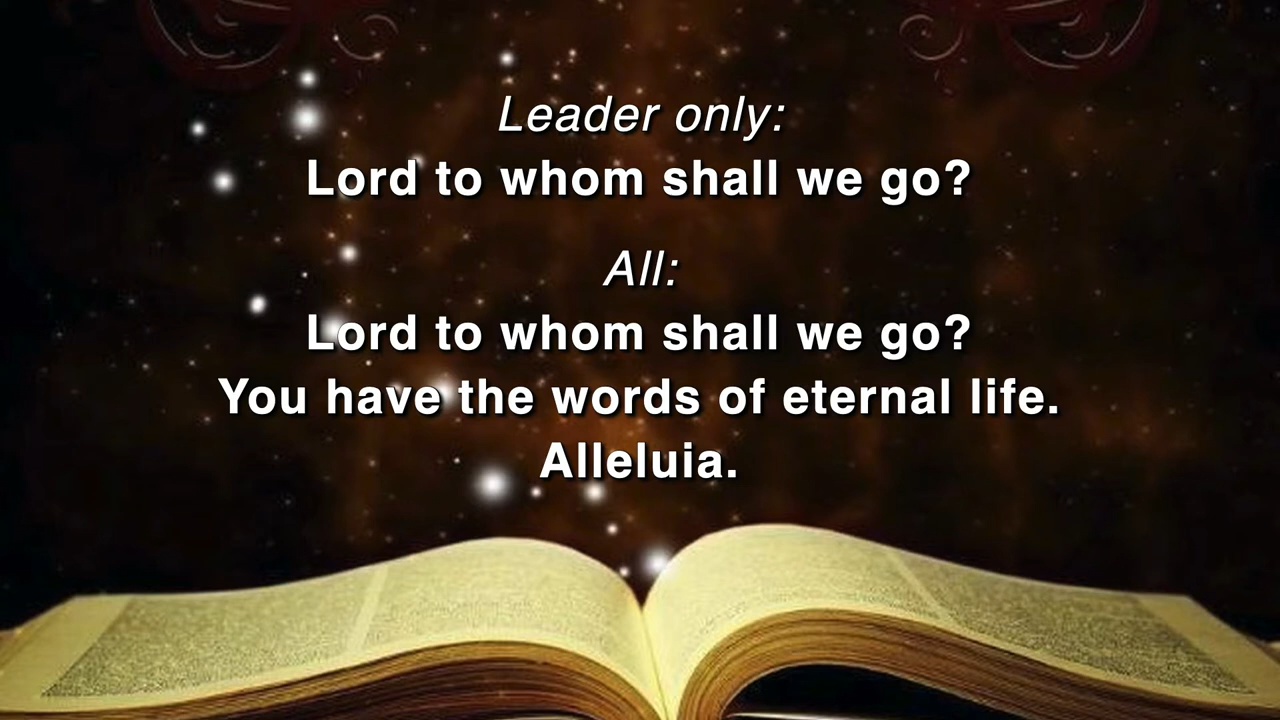 Leader only:
Lord to whom shall we go?
All:
Lord to whom shall we go?
You have the words of eternal life.
Alleluia.